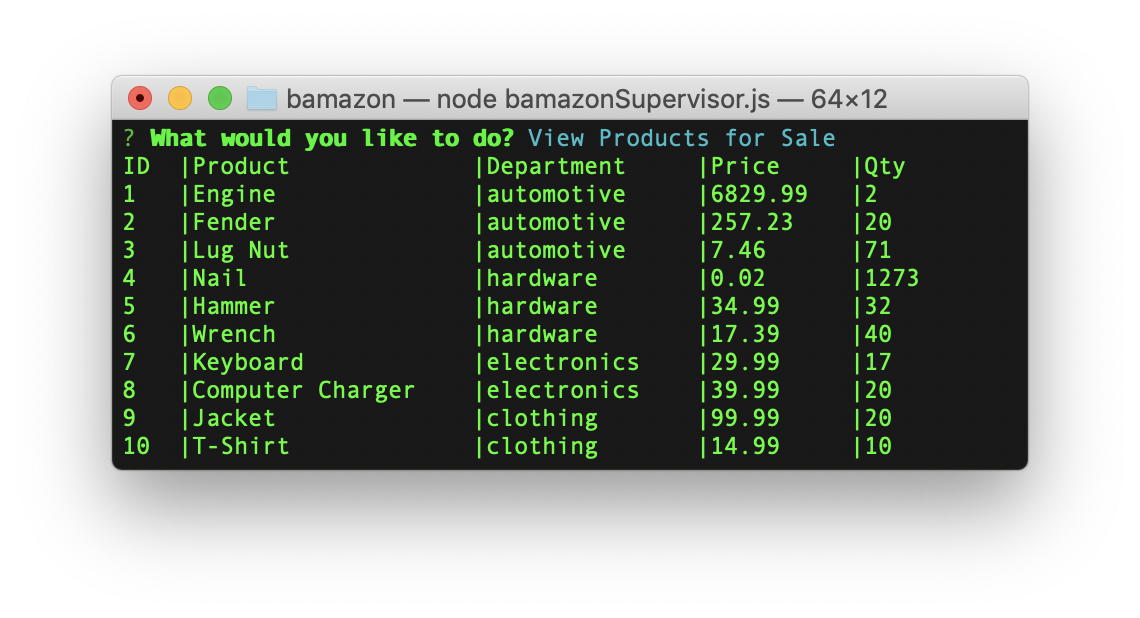 bamazon — node bamazonSupervisor.js — 64×12
? What would you like to do? View Products for Sale
ID  |Product             |Department     |Price     |Qty
1   |Engine              |automotive     |6829.99   |2
2   |Fender              |automotive     |257.23    |20
3   |Lug Nut             |automotive     |7.46      |71
4   |Nail                |hardware       |0.02      |1273
5   |Hammer              |hardware       |34.99     |32
6   |Wrench              |hardware       |17.39     |40
7   |Keyboard            |electronics    |29.99     |17
8   |Computer Charger    |electronics    |39.99     |20
9   |Jacket              |clothing       |99.99     |20
10  |T-Shirt             |clothing       |14.99     |10